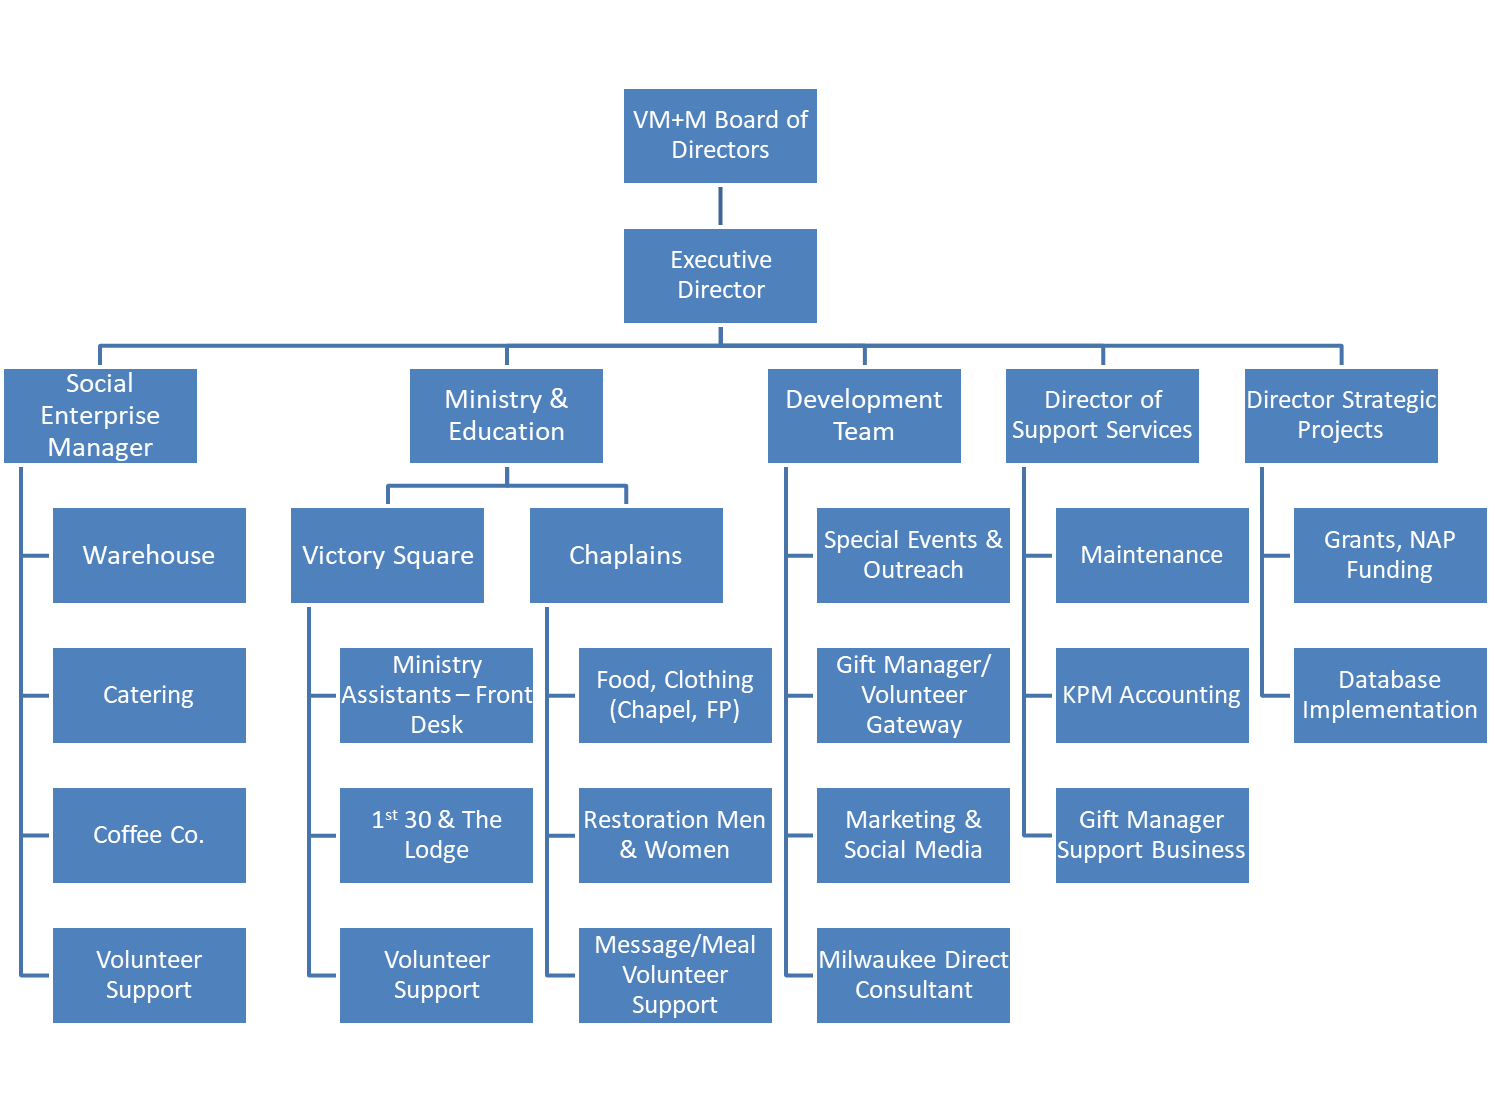 VM+M Board of
Directors
Executive
Director
Social
Enterprise
Manager
Ministry &
Education
Development
Team
Director of
Support Services
Director Strategic
Projects
Warehouse
Catering
Coffee Co.
Volunteer
Support
Victory Square
Ministry
Assistants – Front
Desk
1st 30 & The
Lodge
Volunteer
Support
Chaplains
Food, Clothing
(Chapel, FP)
Restoration Men
& Women
Message/Meal
Volunteer
Support
Special Events &
Outreach
Gift Manager/
Volunteer
Gateway
Marketing &
Social Media
Milwaukee Direct
Consultant
Maintenance
KPM Accounting
Gift Manager
Support Business
Grants, NAP
Funding
Database
Implementation